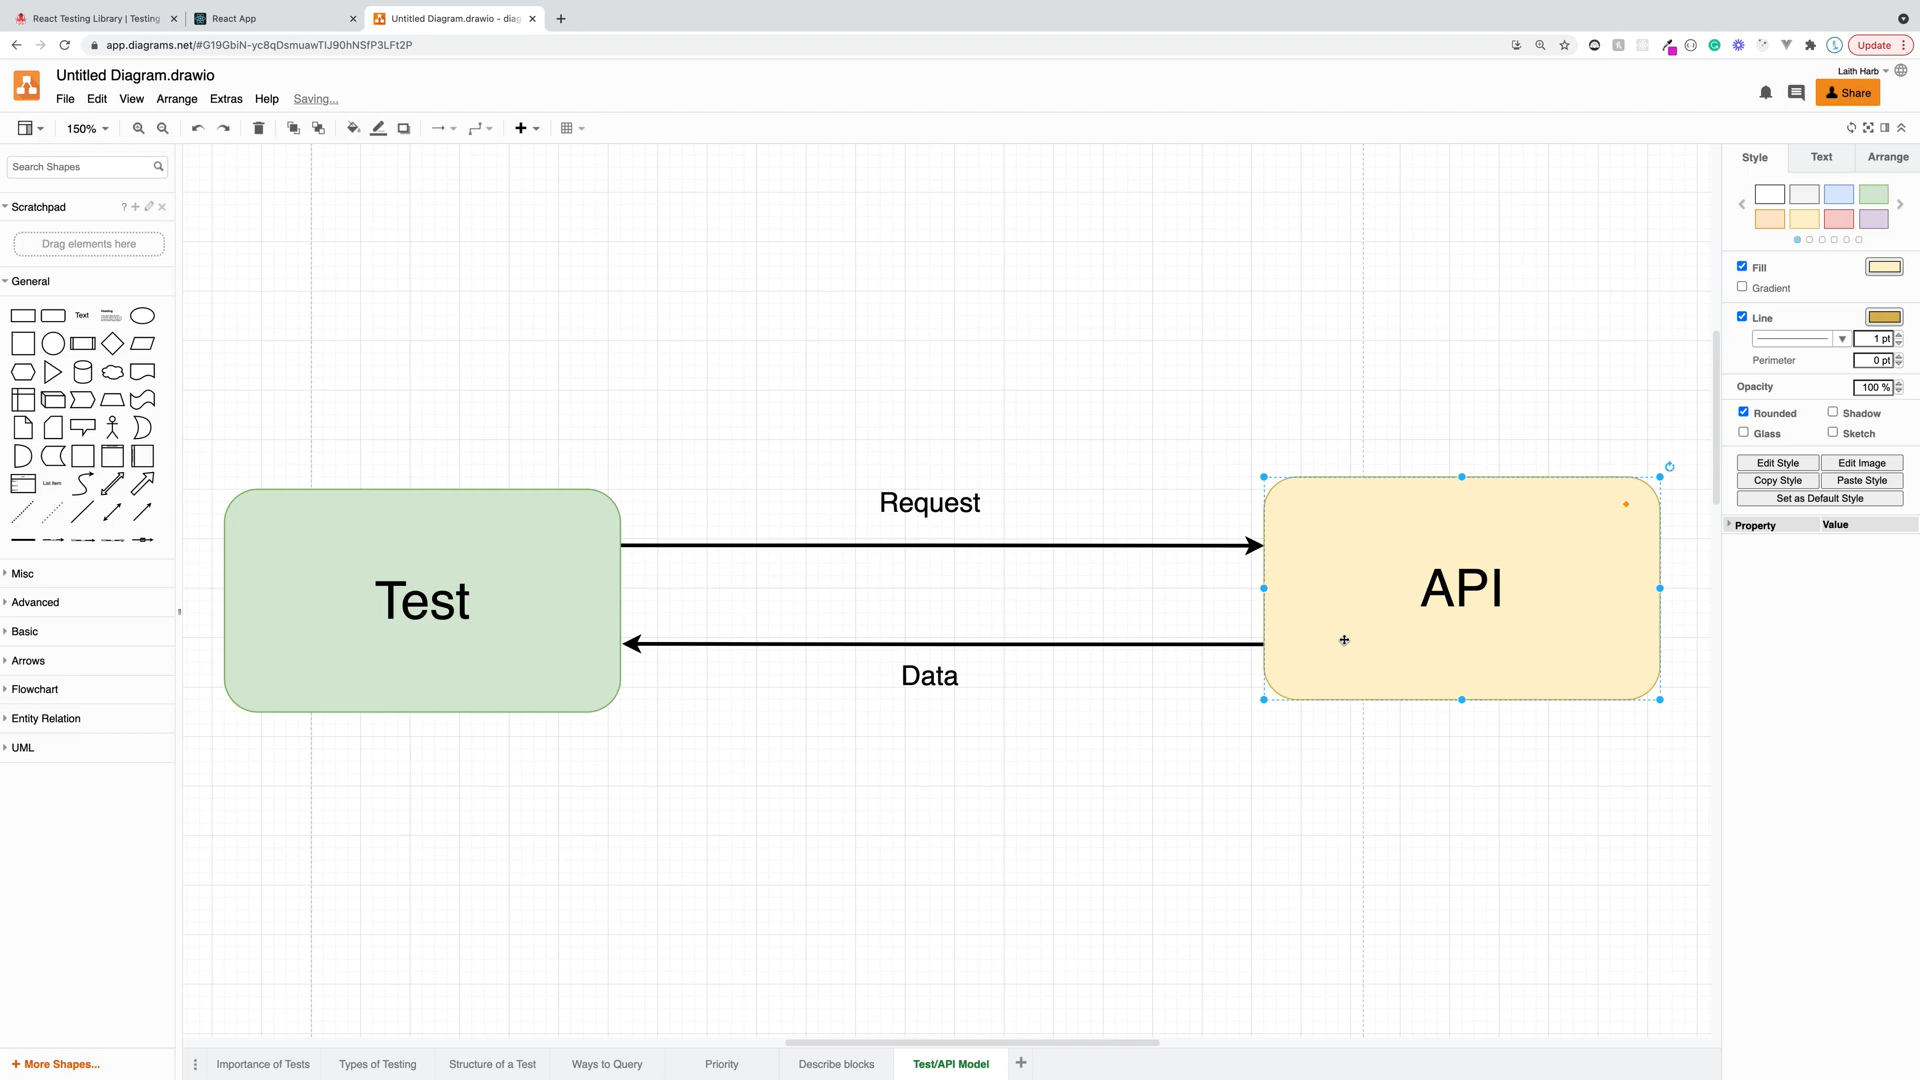 React Testing Library | Testing
React App
Untitled Diagram.drawio - diag
app.diagrams.net/#G19GbiN-yc8qDsmuawTIJ90hNSfP3LFt2P
Update
Untitled Diagram.drawio
Laith Harb
File Edit View Arrange Extras Help Saving...
Share
150%
Search Shapes
Style Text Arrange
Scratchpad
?
Drag elements here
Fill
General
Gradient
Text
Heading
Line
1 pt
Perimeter 0 pt
Opacity 100 %
Rounded Shadow
Glass Sketch
Edit Style Edit Image
List Item
Copy Style Paste Style
Set as Default Style
Property Value
Request
Test
API
Data
Misc
Advanced
Basic
Arrows
Flowchart
Entity Relation
UML
+ More Shapes...
Importance of Tests Types of Testing Structure of a Test Ways to Query Priority Describe blocks Test/API Model